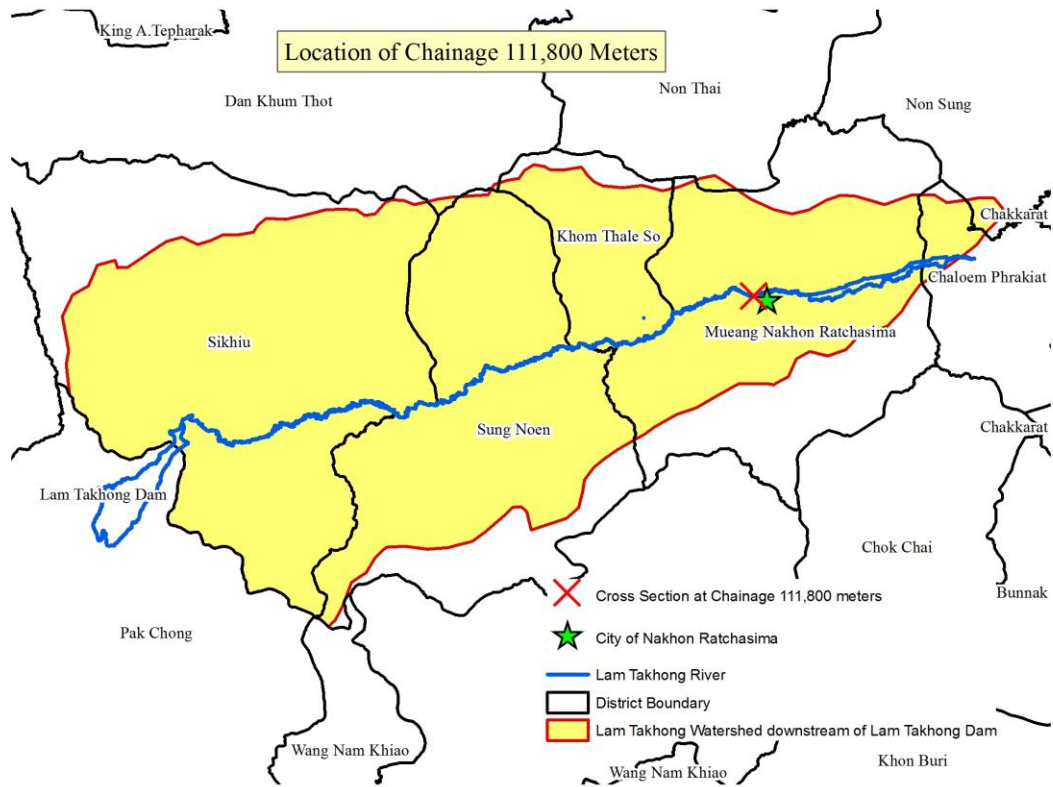 King A.Tepharak
Location of Chainage 111,800 Meters
Dan Khum Thot
Non Thai
Non Sung
Chakkarat
Khom Thale So
Chaloem Phrakiat
Sikhiu
Mueang Nakhon Ratchasima
Sung Noen
Chakkarat
Lam Takhong Dam
Chok Chai
Cross Section at Chainage 111,800 meters
Bunnak
Pak Chong
City of Nakhon Ratchasima
Lam Takhong River
District Boundary
Lam Takhong Watershed downstream of Lam Takhong Dam
Wang Nam Khiao
Khon Buri
Wang Nam Khiao